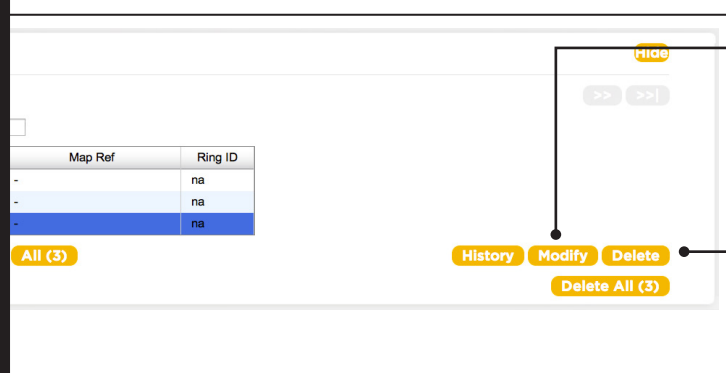 Hide
>> >>|
Map Ref Ring ID
- na
- na
- na
All (3) History Modify Delete
Delete All (3)